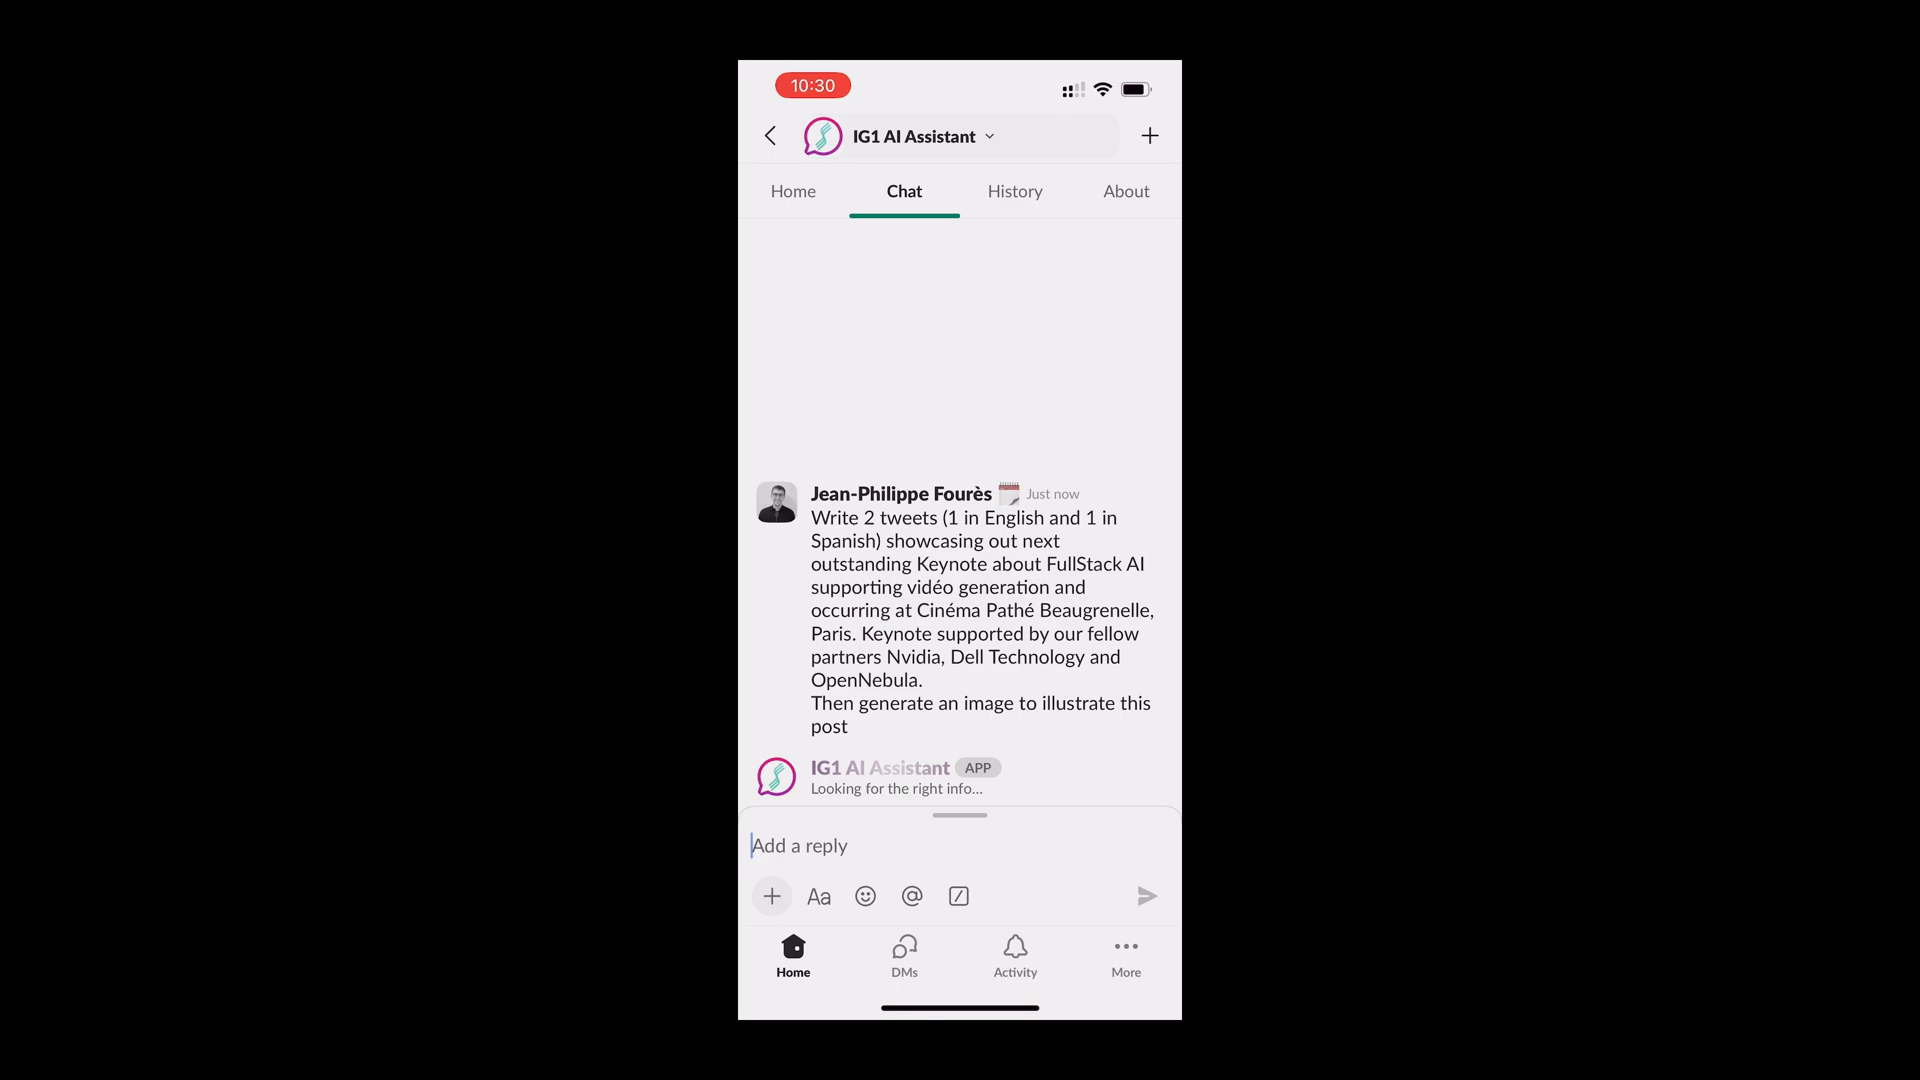 10:30
IG1 AI Assistant
Home Chat History About
Jean-Philippe Fourès Just now
Write 2 tweets (1 in English and 1 in
Spanish) showcasing out next
outstanding Keynote about FullStack AI
supporting vidéo generation and
occurring at Cinéma Pathé Beaugrenelle,
Paris. Keynote supported by our fellow
partners Nvidia, Dell Technology and
OpenNebula.
Then generate an image to illustrate this
post
IG1 AI Assistant APP
Looking for the right info...
Add a reply
Aa
Home DMs Activity More